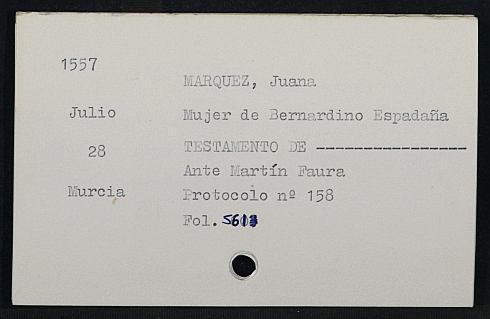 1557
MARQUEZ, Juana
Julio
Mujer de Bernardino Espadaña
28
TESTAMENTO DE ----------------
Ante Martín Faura
Murcia
Protocolo nº 158
Fol.